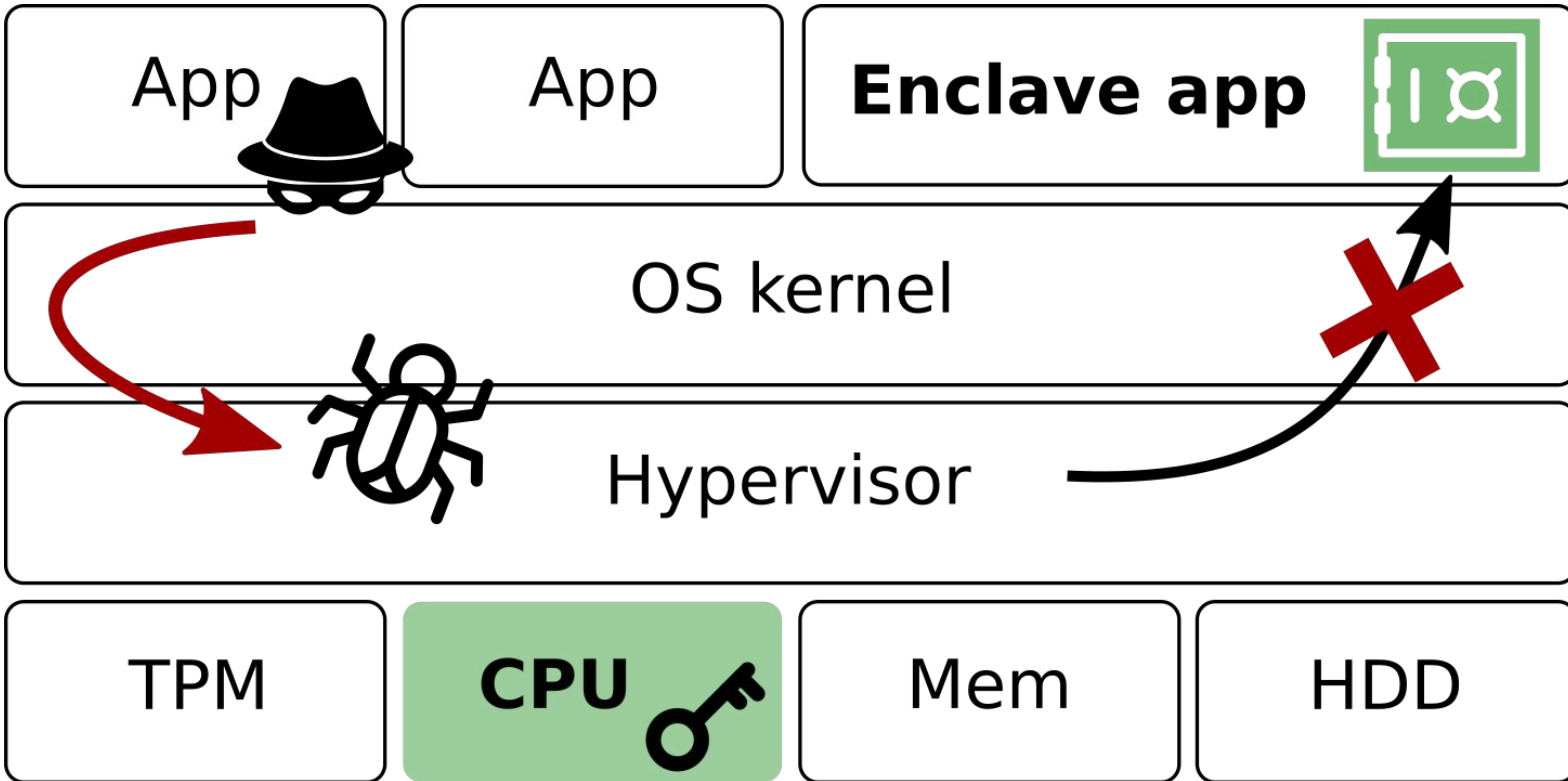 App
App
Enclave app
OS kernel
Hypervisor
TPM
CPU
Mem
HDD